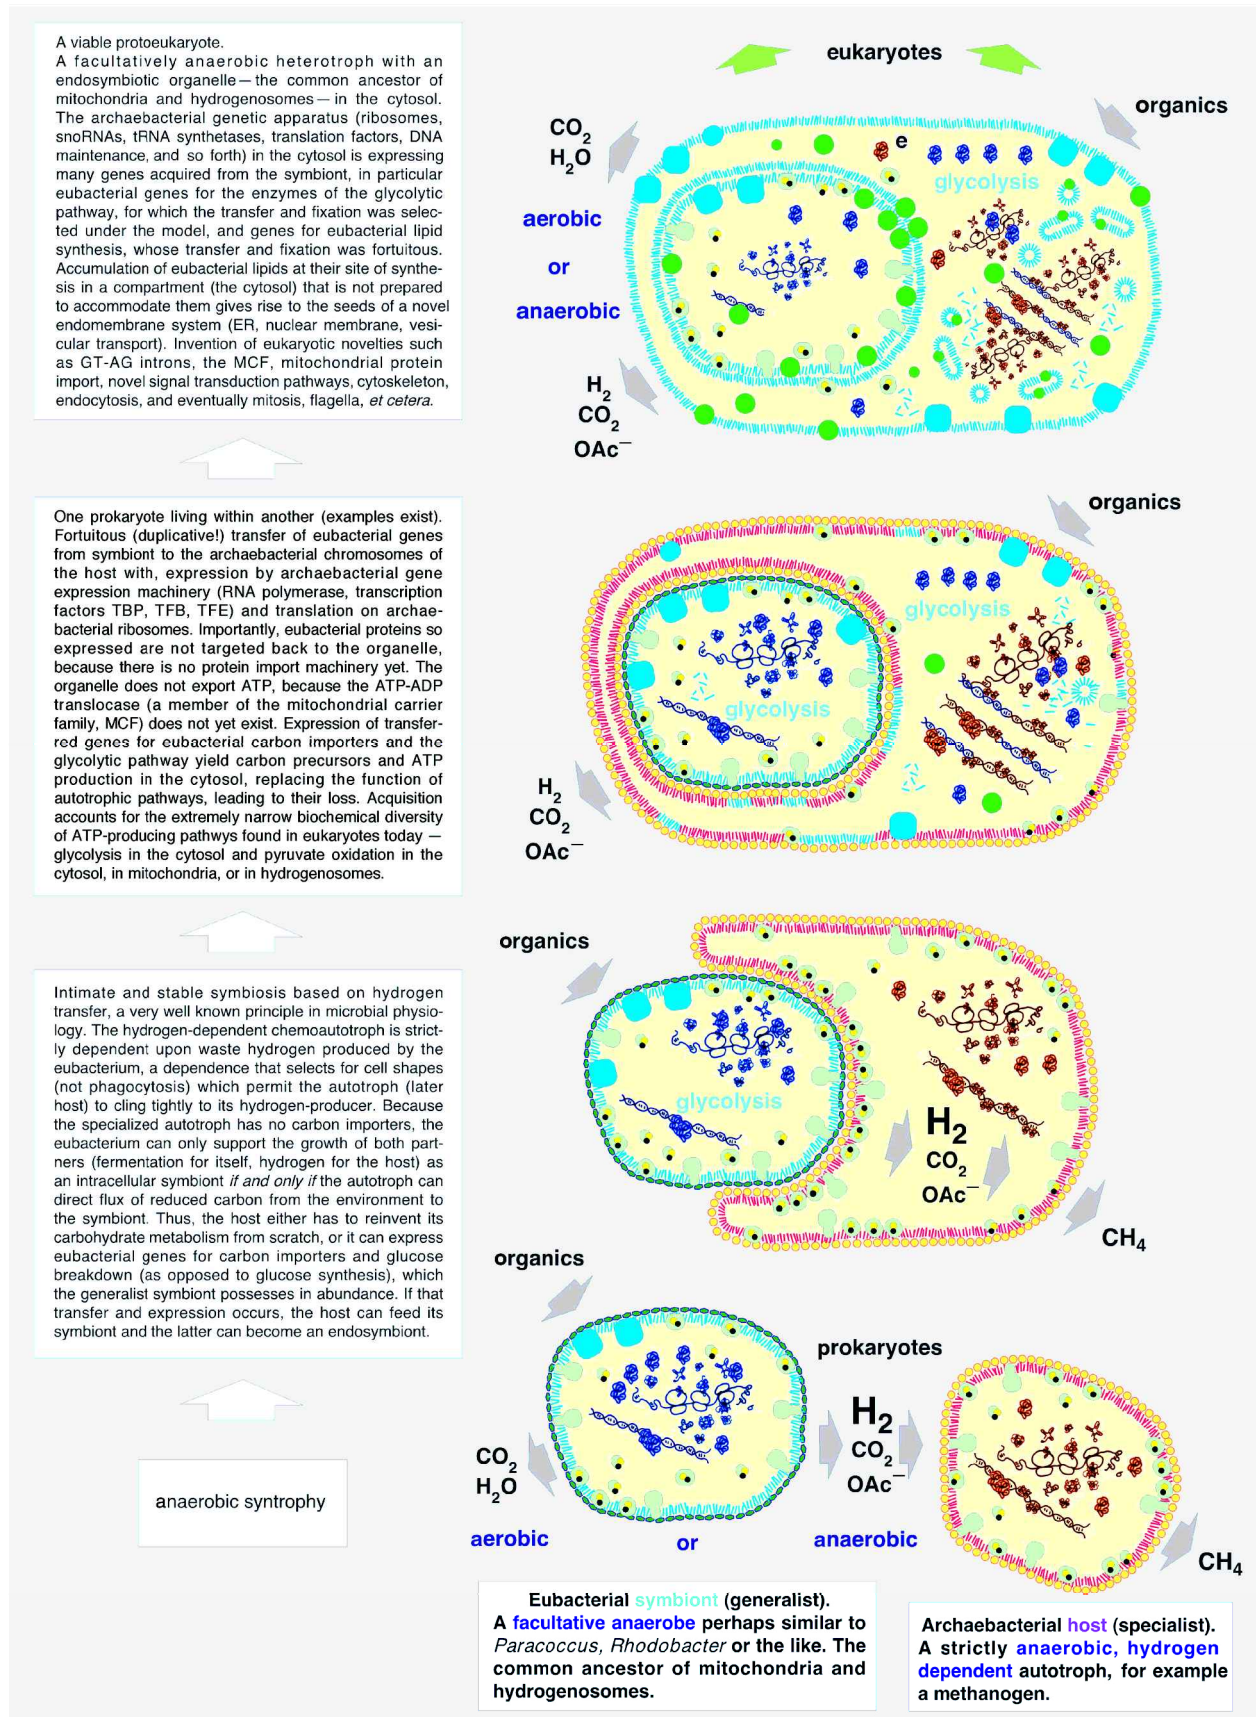 A viable protoeukaryote.
A facultatively anaerobic heterotroph with an
endosymbiotic organelle — the common ancestor of
mitochondria and hydrogenosomes — in the cytosol.
The archaebacterial genetic apparatus (ribosomes,
snoRNAs, tRNA synthetases, translation factors, DNA
maintenance, and so forth) in the cytosol is expressing
many genes acquired from the symbiont, in particular
eubacterial genes for the enzymes of the glycolytic
pathway, for which the transfer and fixation was selec-
ted under the model, and genes for eubacterial lipid
synthesis, whose transfer and fixation was fortuitous.
Accumulation of eubacterial lipids at their site of synthe-
sis in a compartment (the cytosol) that is not prepared
to accommodate them gives rise to the seeds of a novel
endomembrane system (ER, nuclear membrane, vesi-
cular transport). Invention of eukaryotic novelties such
as GT-AG introns, the MCF, mitochondrial protein
import, novel signal transduction pathways, cytoskeleton,
endocytosis, and eventually mitosis, flagella, et cetera.
eukaryotes
organics
CO2
H2O
e
glycolysis
aerobic
or
anaerobic
H2
CO2
OAc−
One prokaryote living within another (examples exist).
Fortuitous (duplicative!) transfer of eubacterial genes
from symbiont to the archaebacterial chromosomes of
the host with, expression by archaebacterial gene
expression machinery (RNA polymerase, transcription
factors TBP, TFB, TFE) and translation on archae-
bacterial ribosomes. Importantly, eubacterial proteins so
expressed are not targeted back to the organelle,
because there is no protein import machinery yet. The
organelle does not export ATP, because the ATP-ADP
translocase (a member of the mitochondrial carrier
family, MCF) does not yet exist. Expression of transfer-
red genes for eubacterial carbon importers and the
glycolytic pathway yield carbon precursors and ATP
production in the cytosol, replacing the function of
autotrophic pathways, leading to their loss. Acquisition
accounts for the extremely narrow biochemical diversity
of ATP-producing pathwys found in eukaryotes today —
glycolysis in the cytosol and pyruvate oxidation in the
cytosol, in mitochondria, or in hydrogenosomes.
organics
glycolysis
glycolysis
H2
CO2
OAc−
Intimate and stable symbiosis based on hydrogen
transfer, a very well known principle in microbial physio-
logy. The hydrogen-dependent chemoautotroph is strict-
ly dependent upon waste hydrogen produced by the
eubacterium, a dependence that selects for cell shapes
(not phagocytosis) which permit the autotroph (later
host) to cling tightly to its hydrogen-producer. Because
the specialized autotroph has no carbon importers, the
eubacterium can only support the growth of both part-
ners (fermentation for itself, hydrogen for the host) as
an intracellular symbiont if and only if the autotroph can
direct flux of reduced carbon from the environment to
the symbiont. Thus, the host either has to reinvent its
carbohydrate metabolism from scratch, or it can express
eubacterial genes for carbon importers and glucose
breakdown (as opposed to glucose synthesis), which
the generalist symbiont possesses in abundance. If that
transfer and expression occurs, the host can feed its
symbiont and the latter can become an endosymbiont.
organics
glycolysis
H2
CO2
OAc−
CH4
anaerobic syntrophy
organics
prokaryotes
H2
CO2
OAc−
CO2
H2O
aerobic or anaerobic
CH4
Eubacterial symbiont (generalist).
A facultative anaerobe perhaps similar to
Paracoccus, Rhodobacter or the like. The
common ancestor of mitochondria and
hydrogenosomes.
Archaebacterial host (specialist).
A strictly anaerobic, hydrogen
dependent autotroph, for example
a methanogen.